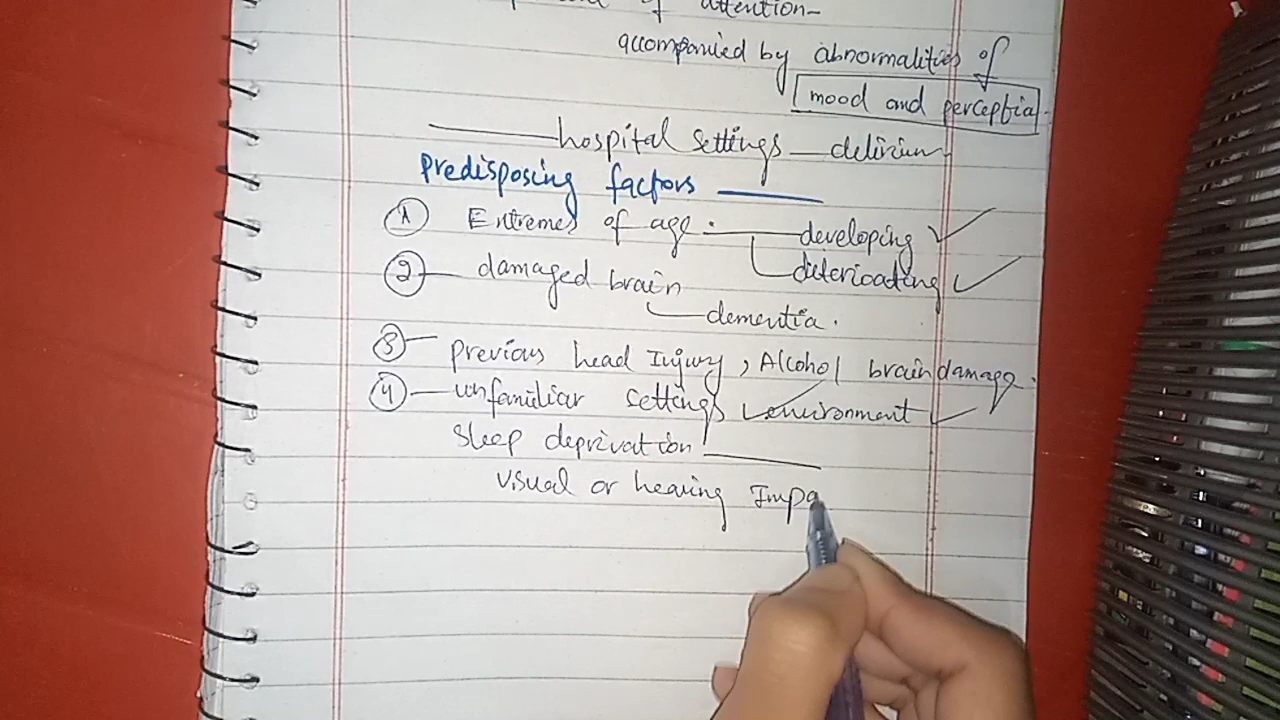 of attention-
accompanied by abnormalities of
mood and perceptia
hospital settings — delirium
Predisposing factors
① Extremes of age . — developing
deterioating
② — damaged brain
dementia.
③ — previous head Injury, Alcohol brain damage.
④ — unfamiliar settings environment
Sleep deprivation
visual or hearing Impa